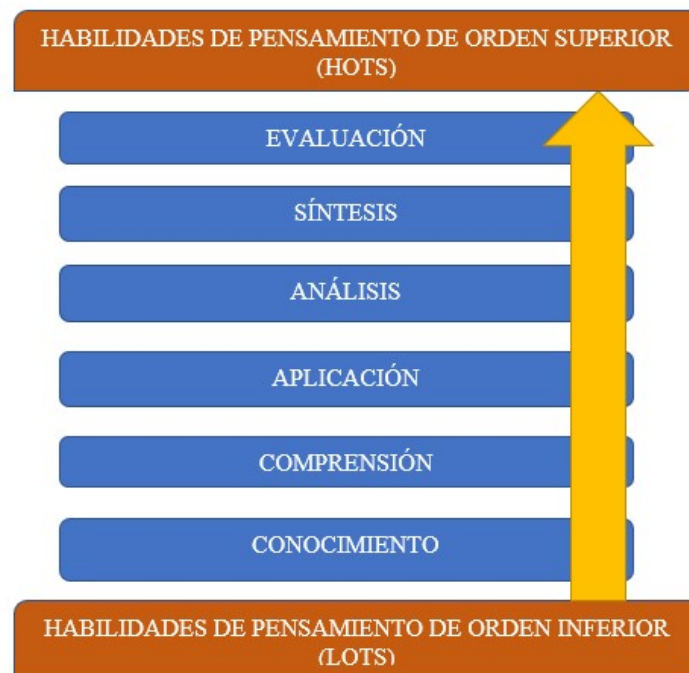 HABILIDADES DE PENSAMIENTO DE ORDEN SUPERIOR
(HOTS)
EVALUACIÓN
SÍNTESIS
ANÁLISIS
APLICACIÓN
COMPRENSIÓN
CONOCIMIENTO
HABILIDADES DE PENSAMIENTO DE ORDEN INFERIOR
(LOTS)